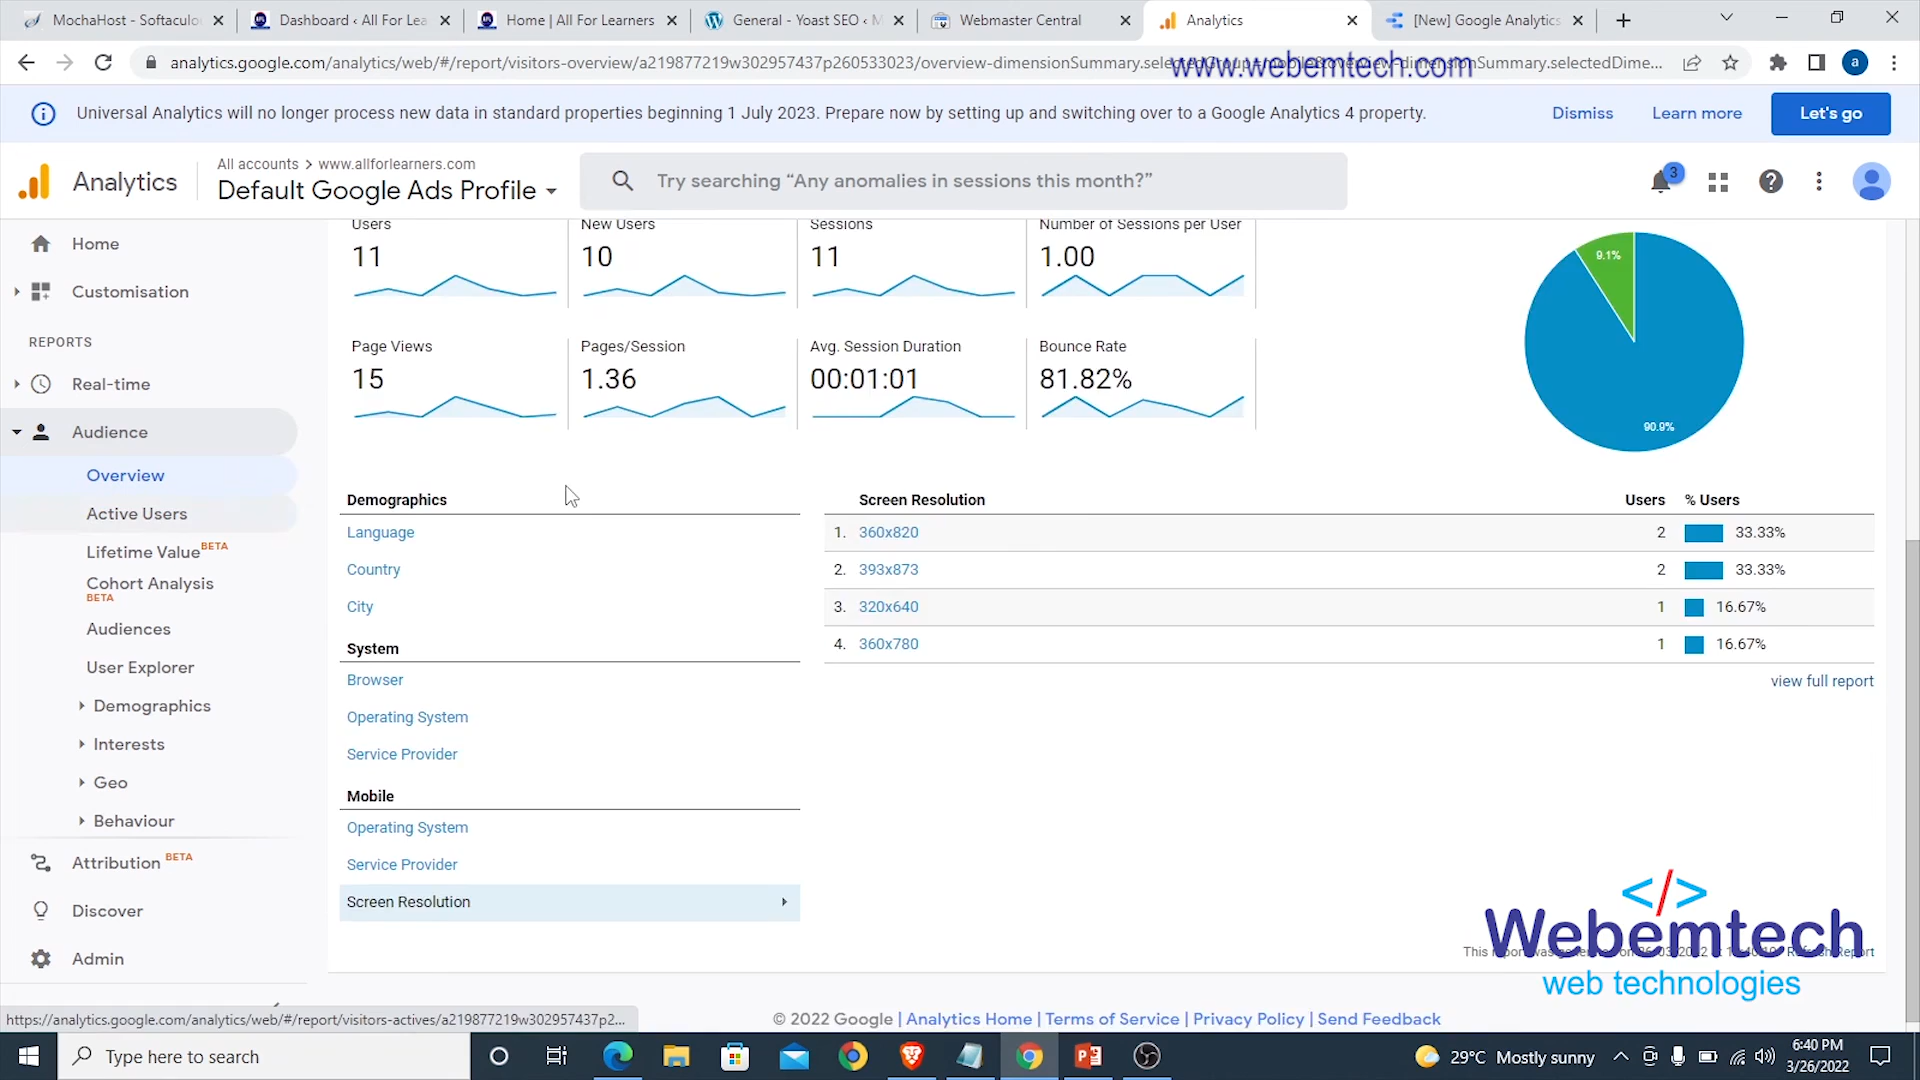 MochaHost - Softaculo
Dashboard ‹ All For Lea
Home | All For Learners
General - Yoast SEO ‹ M
Webmaster Central
Analytics
[New] Google Analytics
analytics.google.com/analytics/web/#/report/visitors-overview/a219877219w302957437p260533023/overview-dimensionSummary.selectedGroup=mobile&overview-dimensionSummary.selectedDime...
www.webemtech.com
a
Universal Analytics will no longer process new data in standard properties beginning 1 July 2023. Prepare now by setting up and switching over to a Google Analytics 4 property.
Dismiss
Learn more
Let's go
Analytics
All accounts > www.allforlearners.com
Default Google Ads Profile
Try searching “Any anomalies in sessions this month?”
3
Home
Customisation
REPORTS
Real-time
Audience
Overview
Active Users
Lifetime Value BETA
Cohort Analysis
BETA
Audiences
User Explorer
Demographics
Interests
Geo
Behaviour
Attribution BETA
Discover
Admin
Users
11
New Users
10
Sessions
11
Number of Sessions per User
1.00
Page Views
15
Pages/Session
1.36
Avg. Session Duration
00:01:01
Bounce Rate
81.82%
9.1%
90.9%
Demographics
Language
Country
City
System
Browser
Operating System
Service Provider
Mobile
Operating System
Service Provider
Screen Resolution
Screen Resolution Users % Users
1. 360x820 2 33.33%
2. 393x873 2 33.33%
3. 320x640 1 16.67%
4. 360x780 1 16.67%
view full report
</>
Webemtech
web technologies
This report was generated on
Refresh Report
https://analytics.google.com/analytics/web/#/report/visitors-actives/a219877219w302957437p2...
© 2022 Google | Analytics Home | Terms of Service | Privacy Policy | Send Feedback
Type here to search
29°C Mostly sunny
6:40 PM
3/26/2022